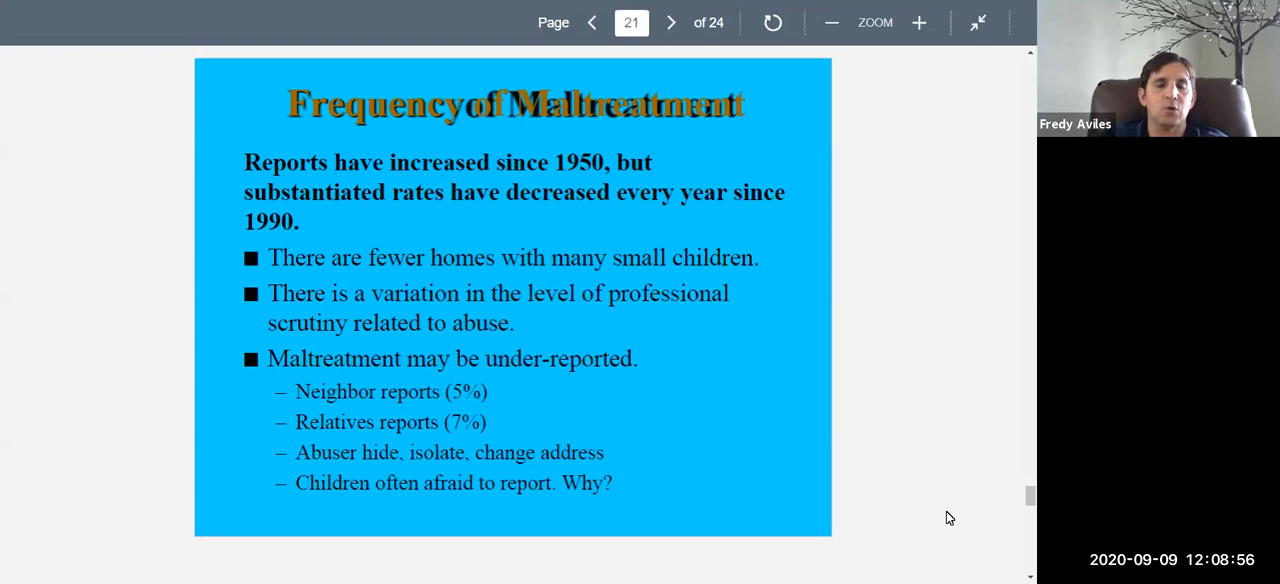 Page 21 of 24 ZOOM
Frequency of Maltreatment
Reports have increased since 1950, but
substantiated rates have decreased every year since
1990.
■ There are fewer homes with many small children.
■ There is a variation in the level of professional
scrutiny related to abuse.
■ Maltreatment may be under-reported.
– Neighbor reports (5%)
– Relatives reports (7%)
– Abuser hide, isolate, change address
– Children often afraid to report. Why?
Fredy Aviles
2020-09-09 12:08:56